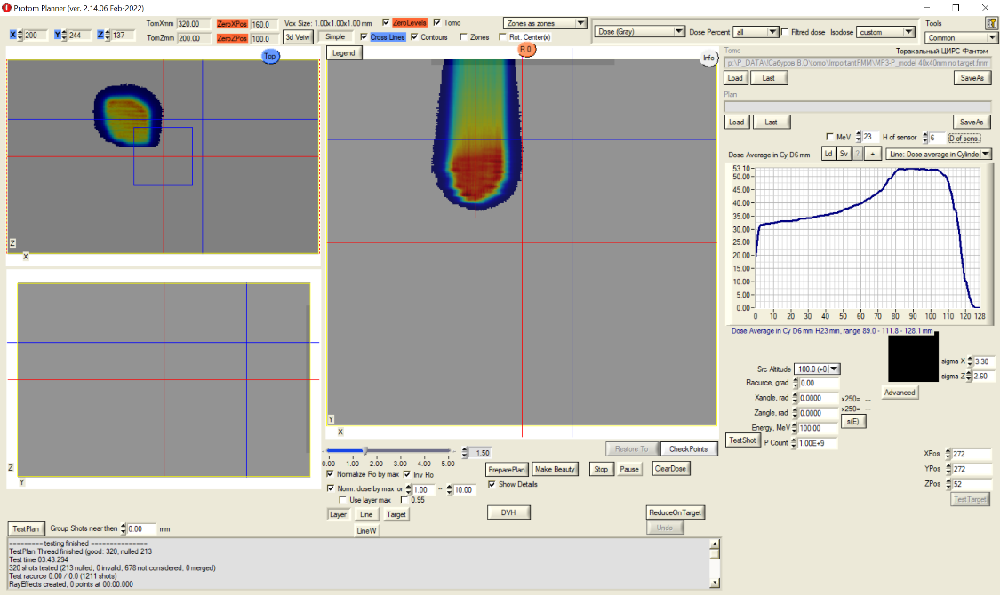 Protom Planner (ver. 2.14.06 Feb-2022)
X 200 Y 244 Z 137
TomXmm 320.00 ZeroXPos 160.0 Vox Size: 1.00x1.00x1.00 mm ZeroLevels Tomo Zones as zones
TomZmm 200.00 ZeroZPos 100.0 3d Veiw Simple Cross Lines Contours Zones Rot. Center(x)
Dose (Gray) Dose Percent all Filtred dose Isodose custom
Tools
Common
Top
Legend
R 0
Info
Tomo Торакальный ЦИРС Фантом
p:\P_DATA\!Сабуров В.О\tomo\ImportantFMM\MP3-P_model 40x40mm no target.fmm
Load Last SaveAs
Plan
Load Last SaveAs
MeV 23 H of sensor 6 D of sens.
Dose Average in Cy D6 mm Ld Sv ? + Line: Dose average in Cylinde
53.10
50.00
45.00
40.00
35.00
30.00
25.00
20.00
15.00
10.00
5.00
0.00
0 10 20 30 40 50 60 70 80 90 100 110 120 128
Dose Average in Cy D6 mm H23 mm, range 89.0 - 111.8 - 128.1 mm
Z
X
Z
Y
Y
X
Src Altitude 100.0 (+0
Racurce, grad 0.00
Xangle, rad 0.0000 x250= ---
Zangle, rad 0.0000 x250= ---
Energy, MeV 100.00 s(E)
TestShot P Count 1.00E+9
sigma X 3.30
sigma Z 2.60
Advanced
XPos 272
YPos 272
ZPos 52
TestTarget
0.00 1.00 2.00 3.00 4.00 5.00 1.50
Normalize Ro by max Inv Ro
Norm. dose by max or 1.00 -- 10.00
Use layer max 0.95
Layer Line Target
LineW
Restore To CheckPoints
PreparePlan Make Beauty Stop Pause ClearDose
Show Details
DVH ReduceOnTarget
Undo
TestPlan Group Shots near then 0.00 mm
========= testing finished ===============
TestPlan Thread finished (good: 320, nulled 213
Test time 03:43.294
320 shots tested (213 nulled, 0 invalid, 678 not considered, 0 merged)
Test racurce 0.00 / 0.0 (1211 shots)
RayEffects created, 0 points at 00:00.000